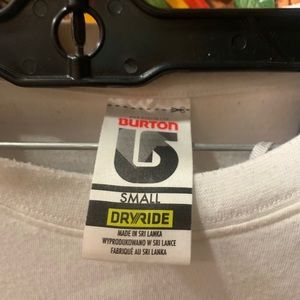 BURTON
SMALL
DRYRIDE
MADE IN SRI LANKA
WYPRODUKOWANO W SRI LANCE
FABRIQUÉ AU SRI LANKA